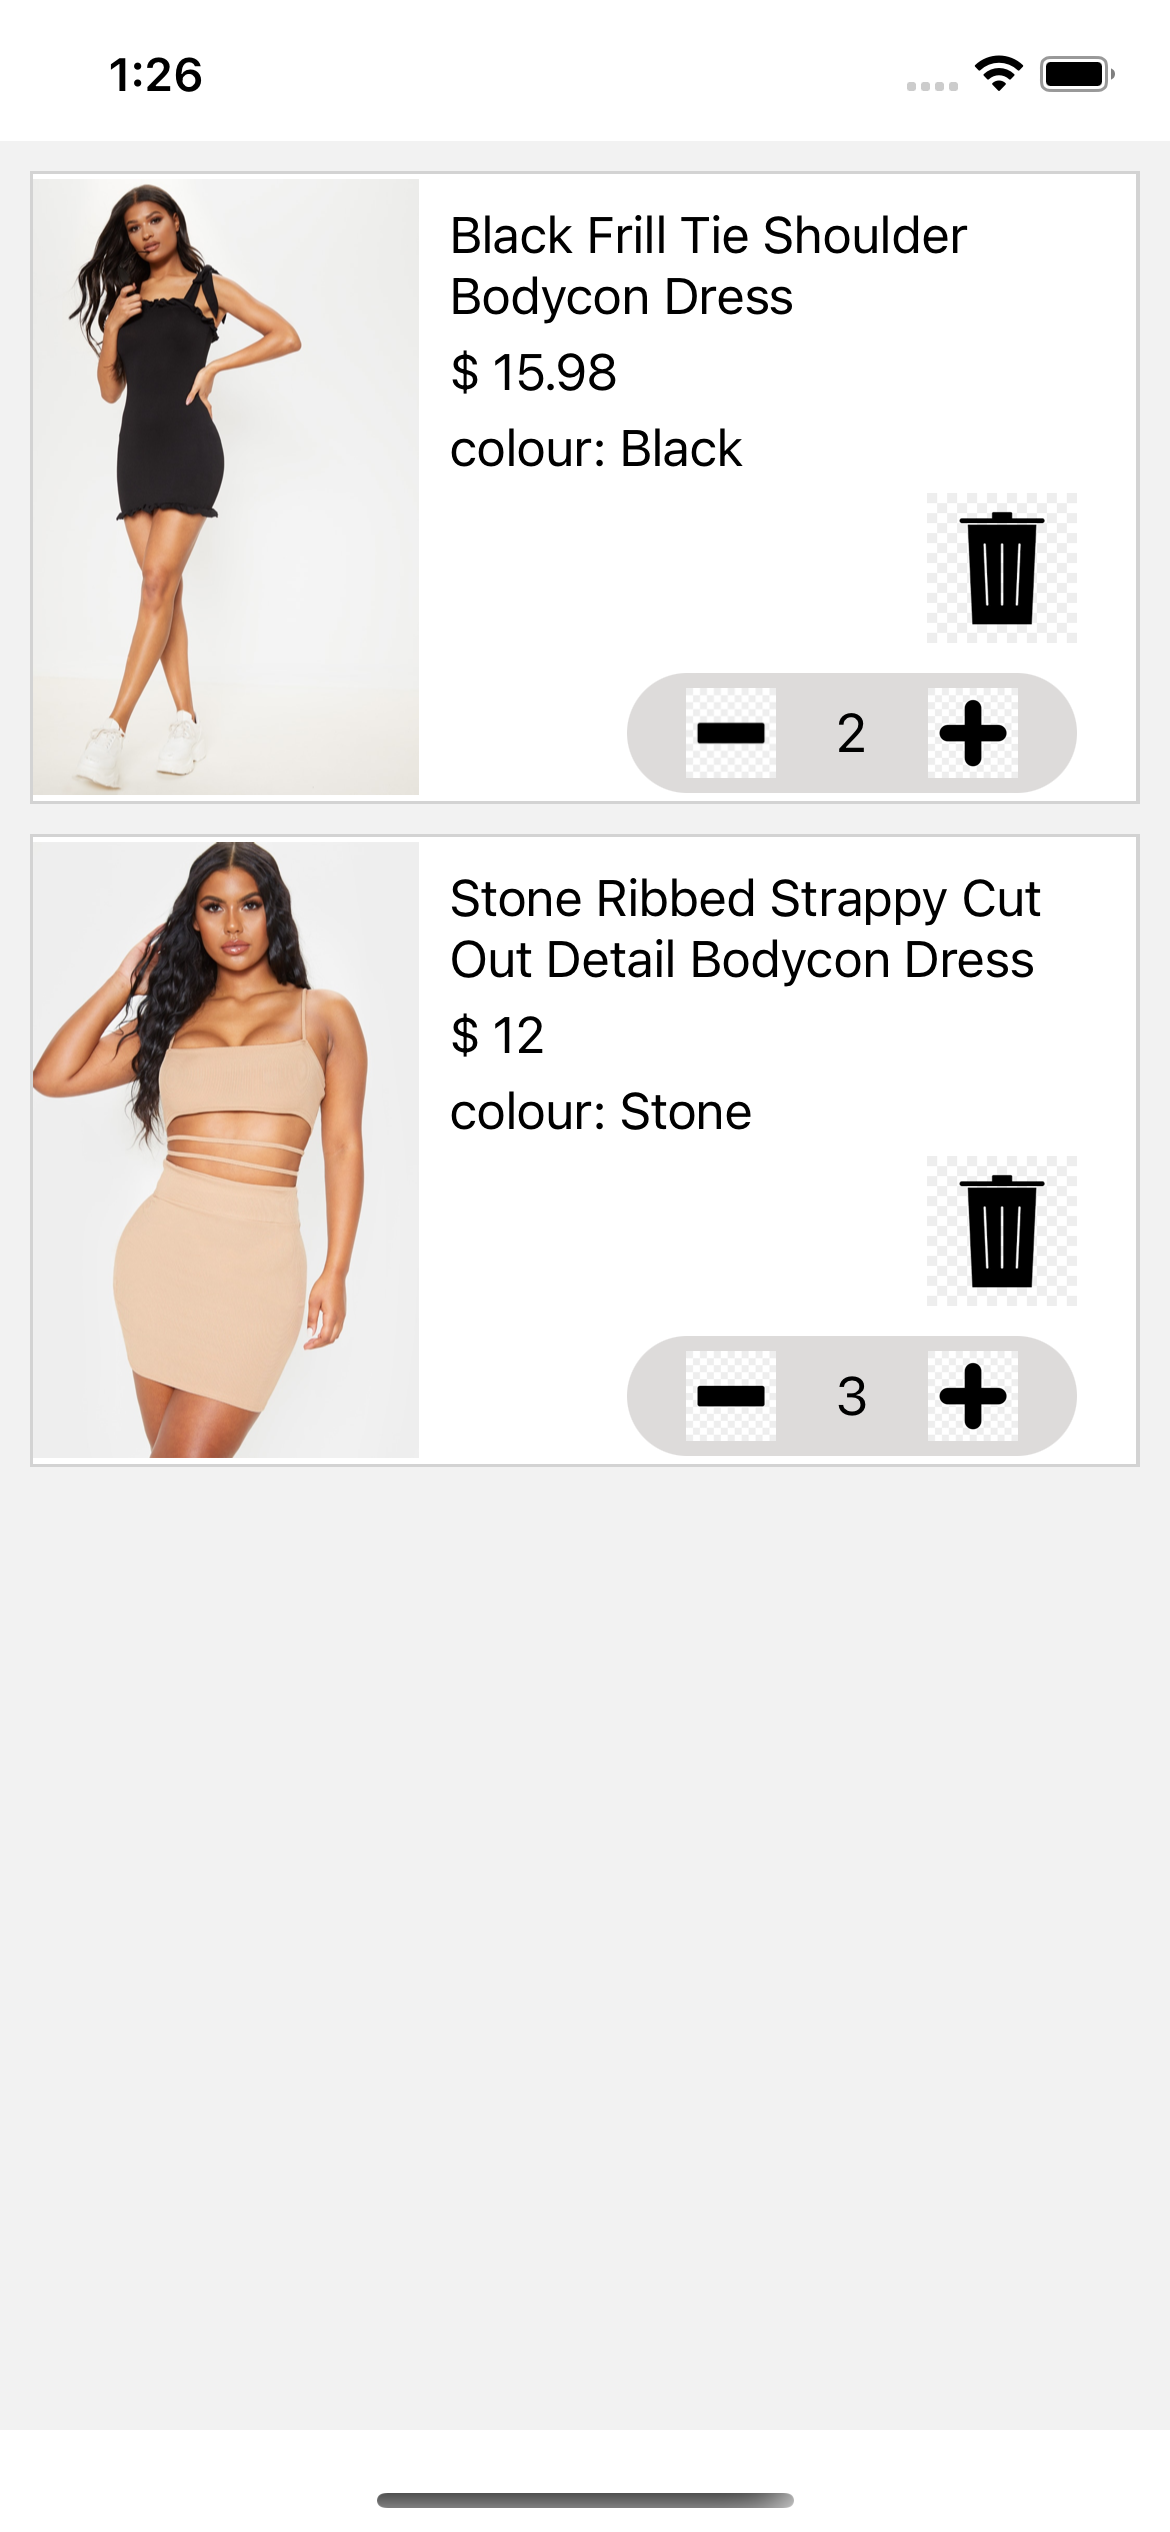 1:26
Black Frill Tie Shoulder
Bodycon Dress
$ 15.98
colour: Black
2
Stone Ribbed Strappy Cut
Out Detail Bodycon Dress
$ 12
colour: Stone
3